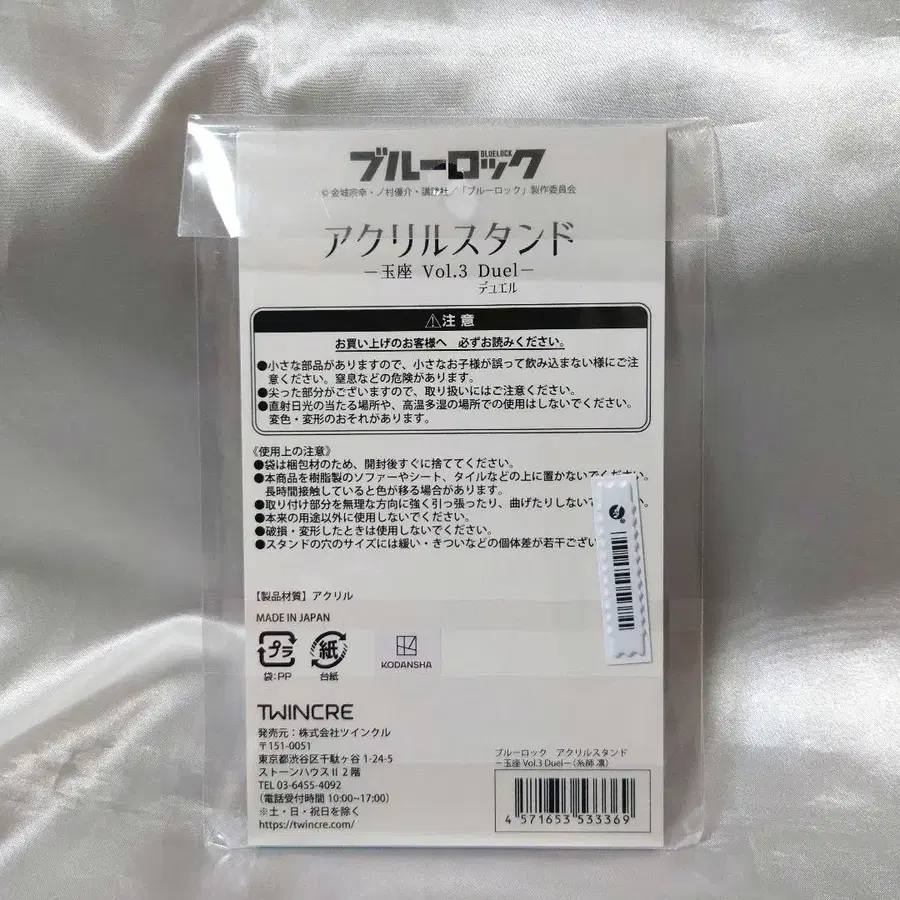 ブルーロック
BLUELOCK
© 金城宗幸・ノ村優介・講談社／「ブルーロック」製作委員会
アクリルスタンド
－玉座 Vol.3 Duel－
デュエル
⚠注意
お買い上げのお客様へ 必ずお読みください。
●小さな部品がありますので、小さなお子様が誤って飲み込まない様にご注
意ください。窒息などの危険があります。
●尖った部分がございますので、取り扱いにはご注意ください。
●直射日光の当たる場所や、高温多湿の場所での使用はしないでください。
変色・変形のおそれがあります。
《使用上の注意》
●袋は梱包材のため、開封後すぐに捨ててください。
●本商品を樹脂製のソファーやシート、タイルなどの上に置かないでください。
長時間接触していると色が移る場合があります。
●取り付け部分を無理な方向に強く引っ張ったり、曲げたりしない
●本来の用途以外に使用しないでください。
●破損・変形したときは使用しないでください。
●スタンドの穴のサイズには緩い・きついなどの個体差が若干ござい
【製品材質】アクリル
MADE IN JAPAN
プラ
袋:PP
紙
台紙
KODANSHA
TWINCRE
発売元：株式会社ツインクル
〒151-0051
東京都渋谷区千駄ヶ谷 1-24-5
ストーンハウスⅡ 2 階
TEL 03-6455-4092
（電話受付時間 10:00~17:00）
※土・日・祝日を除く
https://twincre.com/
ブルーロック アクリルスタンド
－玉座 Vol.3 Duel－（糸師 凛）
4 571653 533369